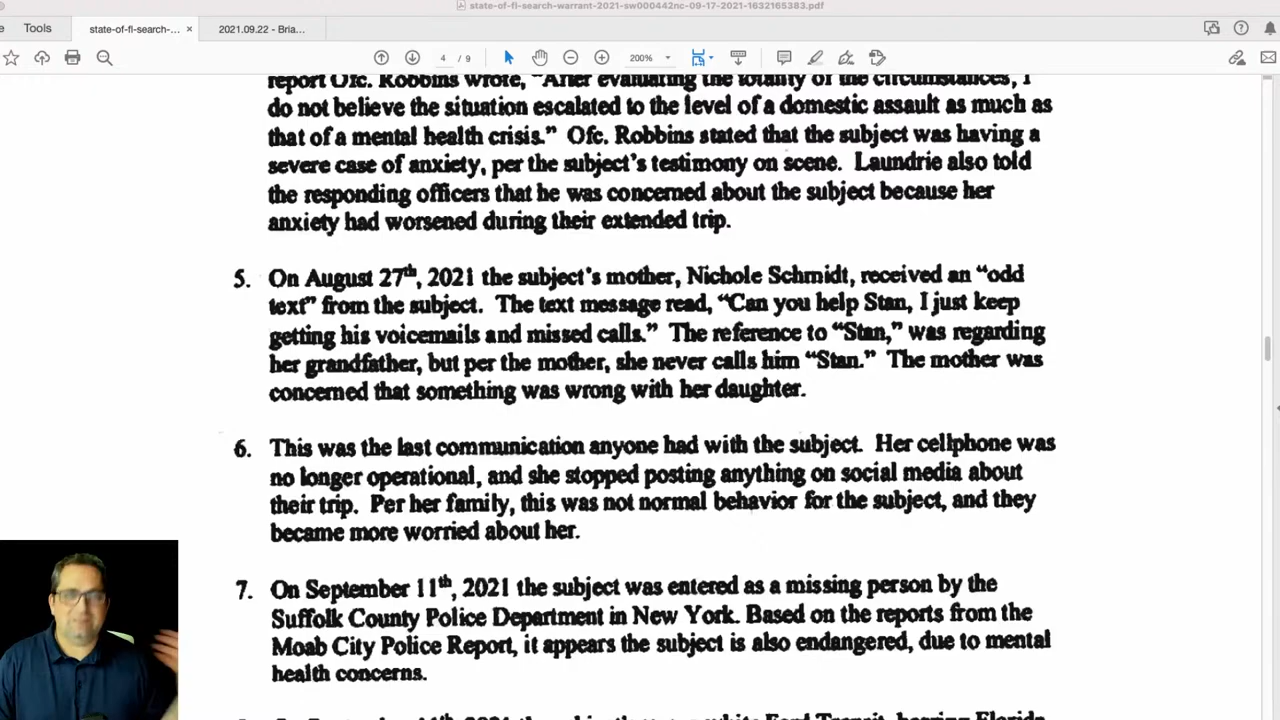 state-of-fl-search-warrant-2021-sw000442nc-09-17-2021-1632165383.pdf
Tools
state-of-fl-search-... ×
2021.09.22 - Bria...
4 / 9
200%
report Ofc. Robbins wrote, “After evaluating the totality of the circumstances, I
do not believe the situation escalated to the level of a domestic assault as much as
that of a mental health crisis.” Ofc. Robbins stated that the subject was having a
severe case of anxiety, per the subject’s testimony on scene. Laundrie also told
the responding officers that he was concerned about the subject because her
anxiety had worsened during their extended trip.
5. On August 27th, 2021 the subject’s mother, Nichole Schmidt, received an “odd
text” from the subject. The text message read, “Can you help Stan, I just keep
getting his voicemails and missed calls.” The reference to “Stan,” was regarding
her grandfather, but per the mother, she never calls him “Stan.” The mother was
concerned that something was wrong with her daughter.
6. This was the last communication anyone had with the subject. Her cellphone was
no longer operational, and she stopped posting anything on social media about
their trip. Per her family, this was not normal behavior for the subject, and they
became more worried about her.
7. On September 11th, 2021 the subject was entered as a missing person by the
Suffolk County Police Department in New York. Based on the reports from the
Moab City Police Report, it appears the subject is also endangered, due to mental
health concerns.